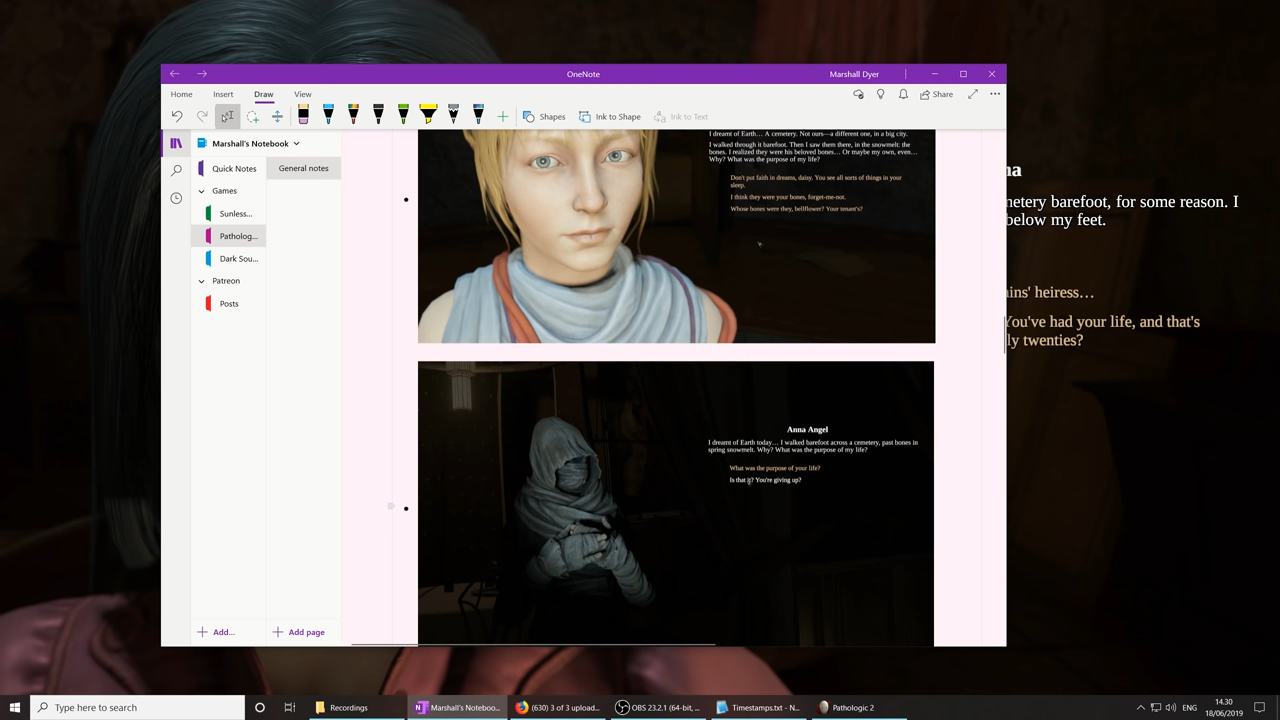 OneNote
Marshall Dyer
Home
Insert
Draw
View
Share
Shapes
Ink to Shape
Ink to Text
Marshall's Notebook
Quick Notes
General notes
Games
Sunless...
Patholog...
Dark Sou...
Patreon
Posts
Add...
Add page
I dreamt of Earth… A cemetery. Not ours—a different one, in a big city.
I walked through it barefoot. Then I saw them there, in the snowmelt: the
bones. I realized they were his beloved bones… Or maybe my own, even…
Why? What was the purpose of my life?
Don't put faith in dreams, daisy. You see all sorts of things in your
sleep.
I think they were your bones, forget-me-not.
Whose bones were they, bellflower? Your tenant's?
Anna Angel
I dreamt of Earth today… I walked barefoot across a cemetery, past bones in
spring snowmelt. Why? What was the purpose of my life?
What was the purpose of your life?
Is that it? You're giving up?
na
netery barefoot, for some reason. I
below my feet.
ins' heiress…
You've had your life, and that's
ly twenties?
Type here to search
Recordings
Marshall's Noteboo...
(630) 3 of 3 upload...
OBS 23.2.1 (64-bit, ...
Timestamps.txt - N...
Pathologic 2
ENG
14.30
18/06/2019